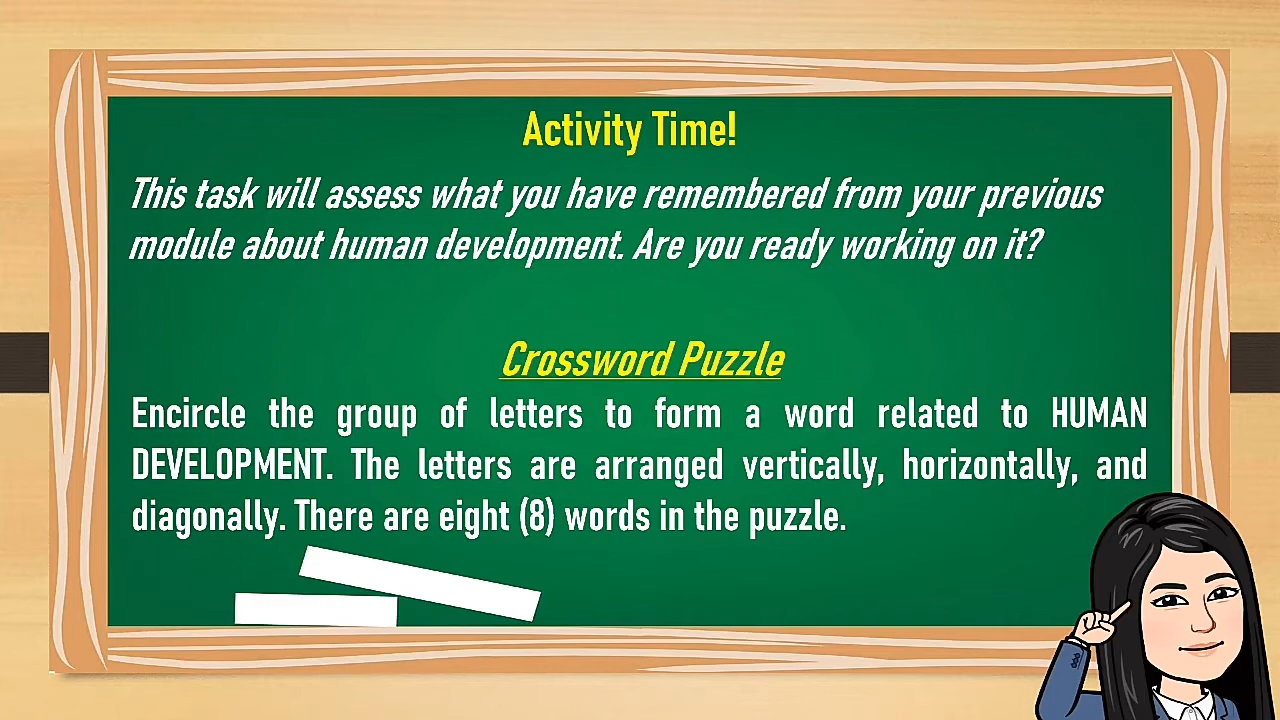 Activity Time!
This task will assess what you have remembered from your previous
module about human development. Are you ready working on it?
Crossword Puzzle
Encircle the group of letters to form a word related to HUMAN
DEVELOPMENT. The letters are arranged vertically, horizontally, and
diagonally. There are eight (8) words in the puzzle.